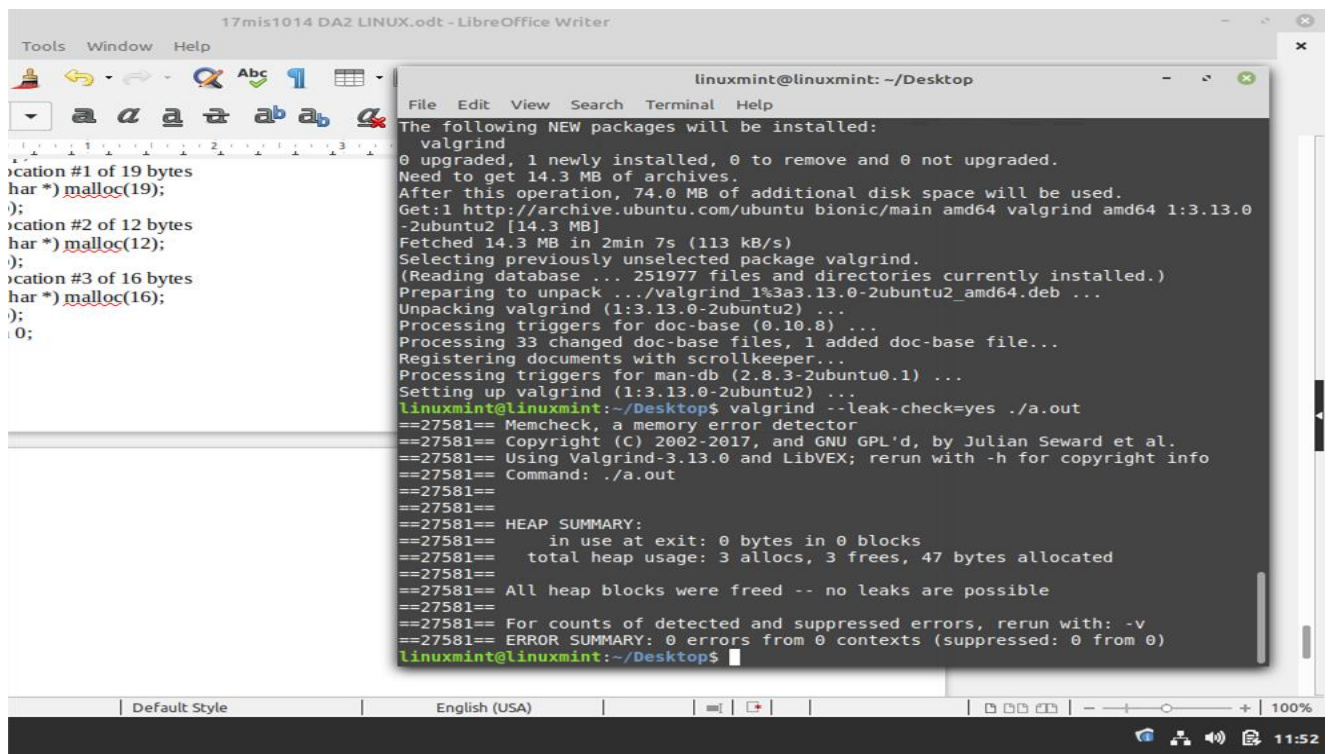 17mis1014 DA2 LINUX.odt - LibreOffice Writer
Tools Window Help
Abc
a a a a ab ab a
1 2 3
ocation #1 of 19 bytes
har *) malloc(19);
);
ocation #2 of 12 bytes
har *) malloc(12);
);
ocation #3 of 16 bytes
har *) malloc(16);
);
0;
linuxmint@linuxmint: ~/Desktop
File Edit View Search Terminal Help
The following NEW packages will be installed:
valgrind
0 upgraded, 1 newly installed, 0 to remove and 0 not upgraded.
Need to get 14.3 MB of archives.
After this operation, 74.0 MB of additional disk space will be used.
Get:1 http://archive.ubuntu.com/ubuntu bionic/main amd64 valgrind amd64 1:3.13.0
-2ubuntu2 [14.3 MB]
Fetched 14.3 MB in 2min 7s (113 kB/s)
Selecting previously unselected package valgrind.
(Reading database ... 251977 files and directories currently installed.)
Preparing to unpack .../valgrind_1%3a3.13.0-2ubuntu2_amd64.deb ...
Unpacking valgrind (1:3.13.0-2ubuntu2) ...
Processing triggers for doc-base (0.10.8) ...
Processing 33 changed doc-base files, 1 added doc-base file...
Registering documents with scrollkeeper...
Processing triggers for man-db (2.8.3-2ubuntu0.1) ...
Setting up valgrind (1:3.13.0-2ubuntu2) ...
linuxmint@linuxmint:~/Desktop$ valgrind --leak-check=yes ./a.out
==27581== Memcheck, a memory error detector
==27581== Copyright (C) 2002-2017, and GNU GPL'd, by Julian Seward et al.
==27581== Using Valgrind-3.13.0 and LibVEX; rerun with -h for copyright info
==27581== Command: ./a.out
==27581==
==27581==
==27581== HEAP SUMMARY:
==27581==     in use at exit: 0 bytes in 0 blocks
==27581==   total heap usage: 3 allocs, 3 frees, 47 bytes allocated
==27581==
==27581== All heap blocks were freed -- no leaks are possible
==27581==
==27581== For counts of detected and suppressed errors, rerun with: -v
==27581== ERROR SUMMARY: 0 errors from 0 contexts (suppressed: 0 from 0)
linuxmint@linuxmint:~/Desktop$
Default Style English (USA) 100%
11:52